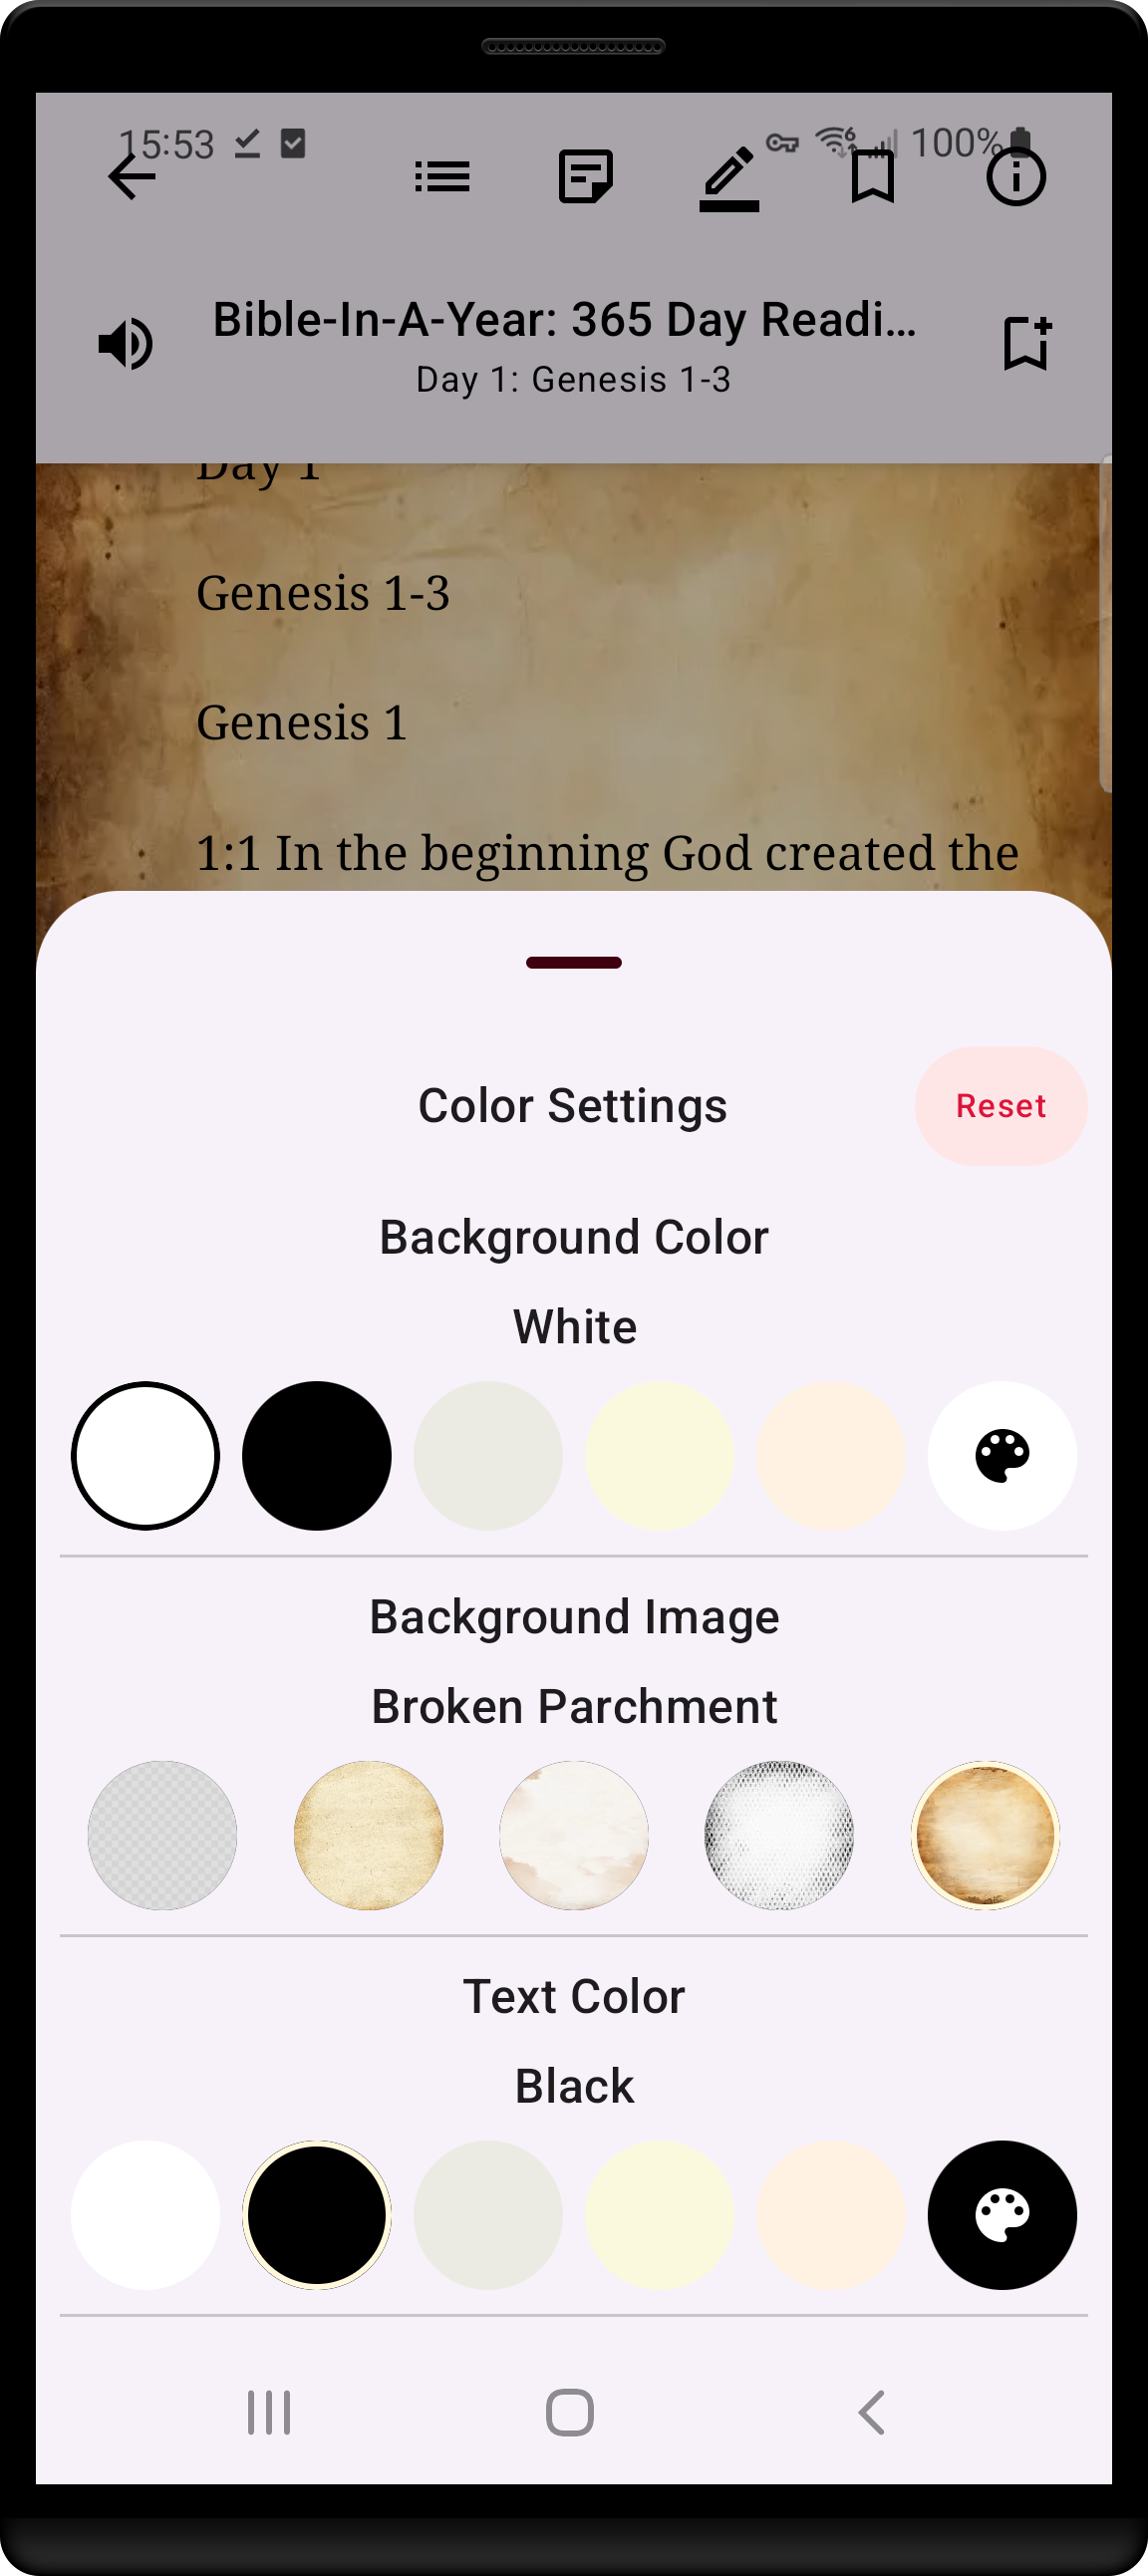 15:53
100%
Bible-In-A-Year: 365 Day Readi...
Day 1: Genesis 1-3
Day 1
Genesis 1-3
Genesis 1
1:1 In the beginning God created the
Color Settings
Reset
Background Color
White
Background Image
Broken Parchment
Text Color
Black